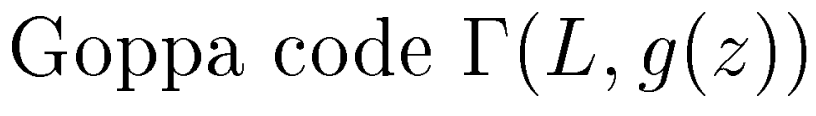 Goppa code Γ(L, g(z))